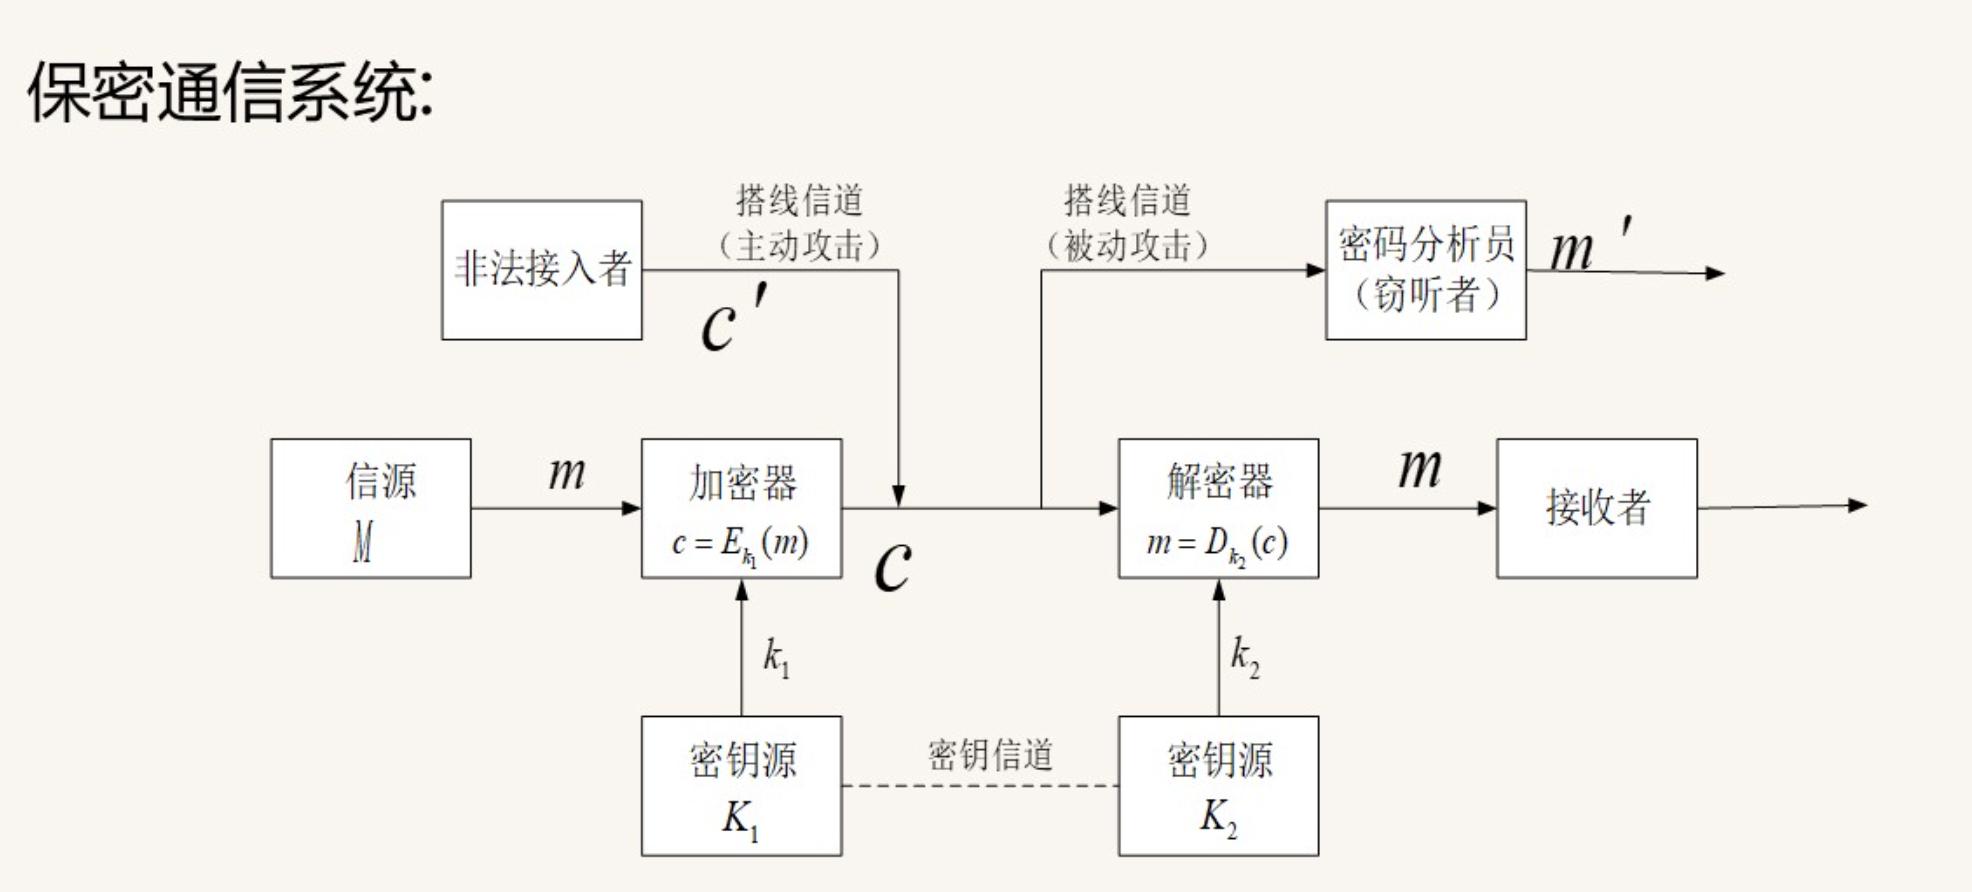 保密通信系统:
搭线信道
（主动攻击）
搭线信道
（被动攻击）
非法接入者
c'
密码分析员
（窃听者）
m'
信源
M
m
加密器
c = E_{k_1}(m)
c
解密器
m = D_{k_2}(c)
m
接收者
k_1
k_2
密钥源
K_1
密钥信道
密钥源
K_2